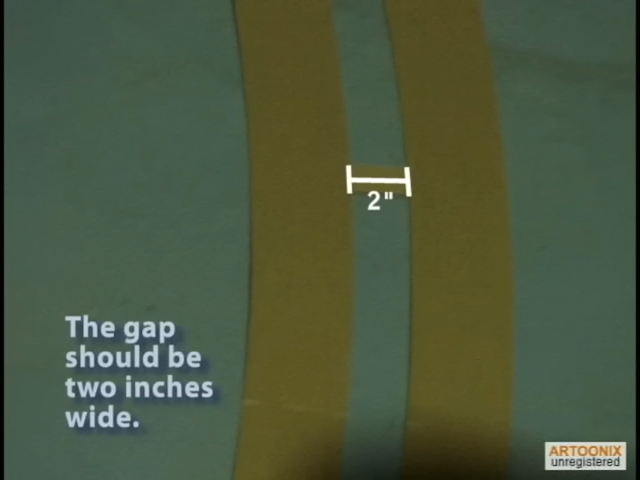 2"
The gap
should be
two inches
wide.
ARTOONIX
unregistered